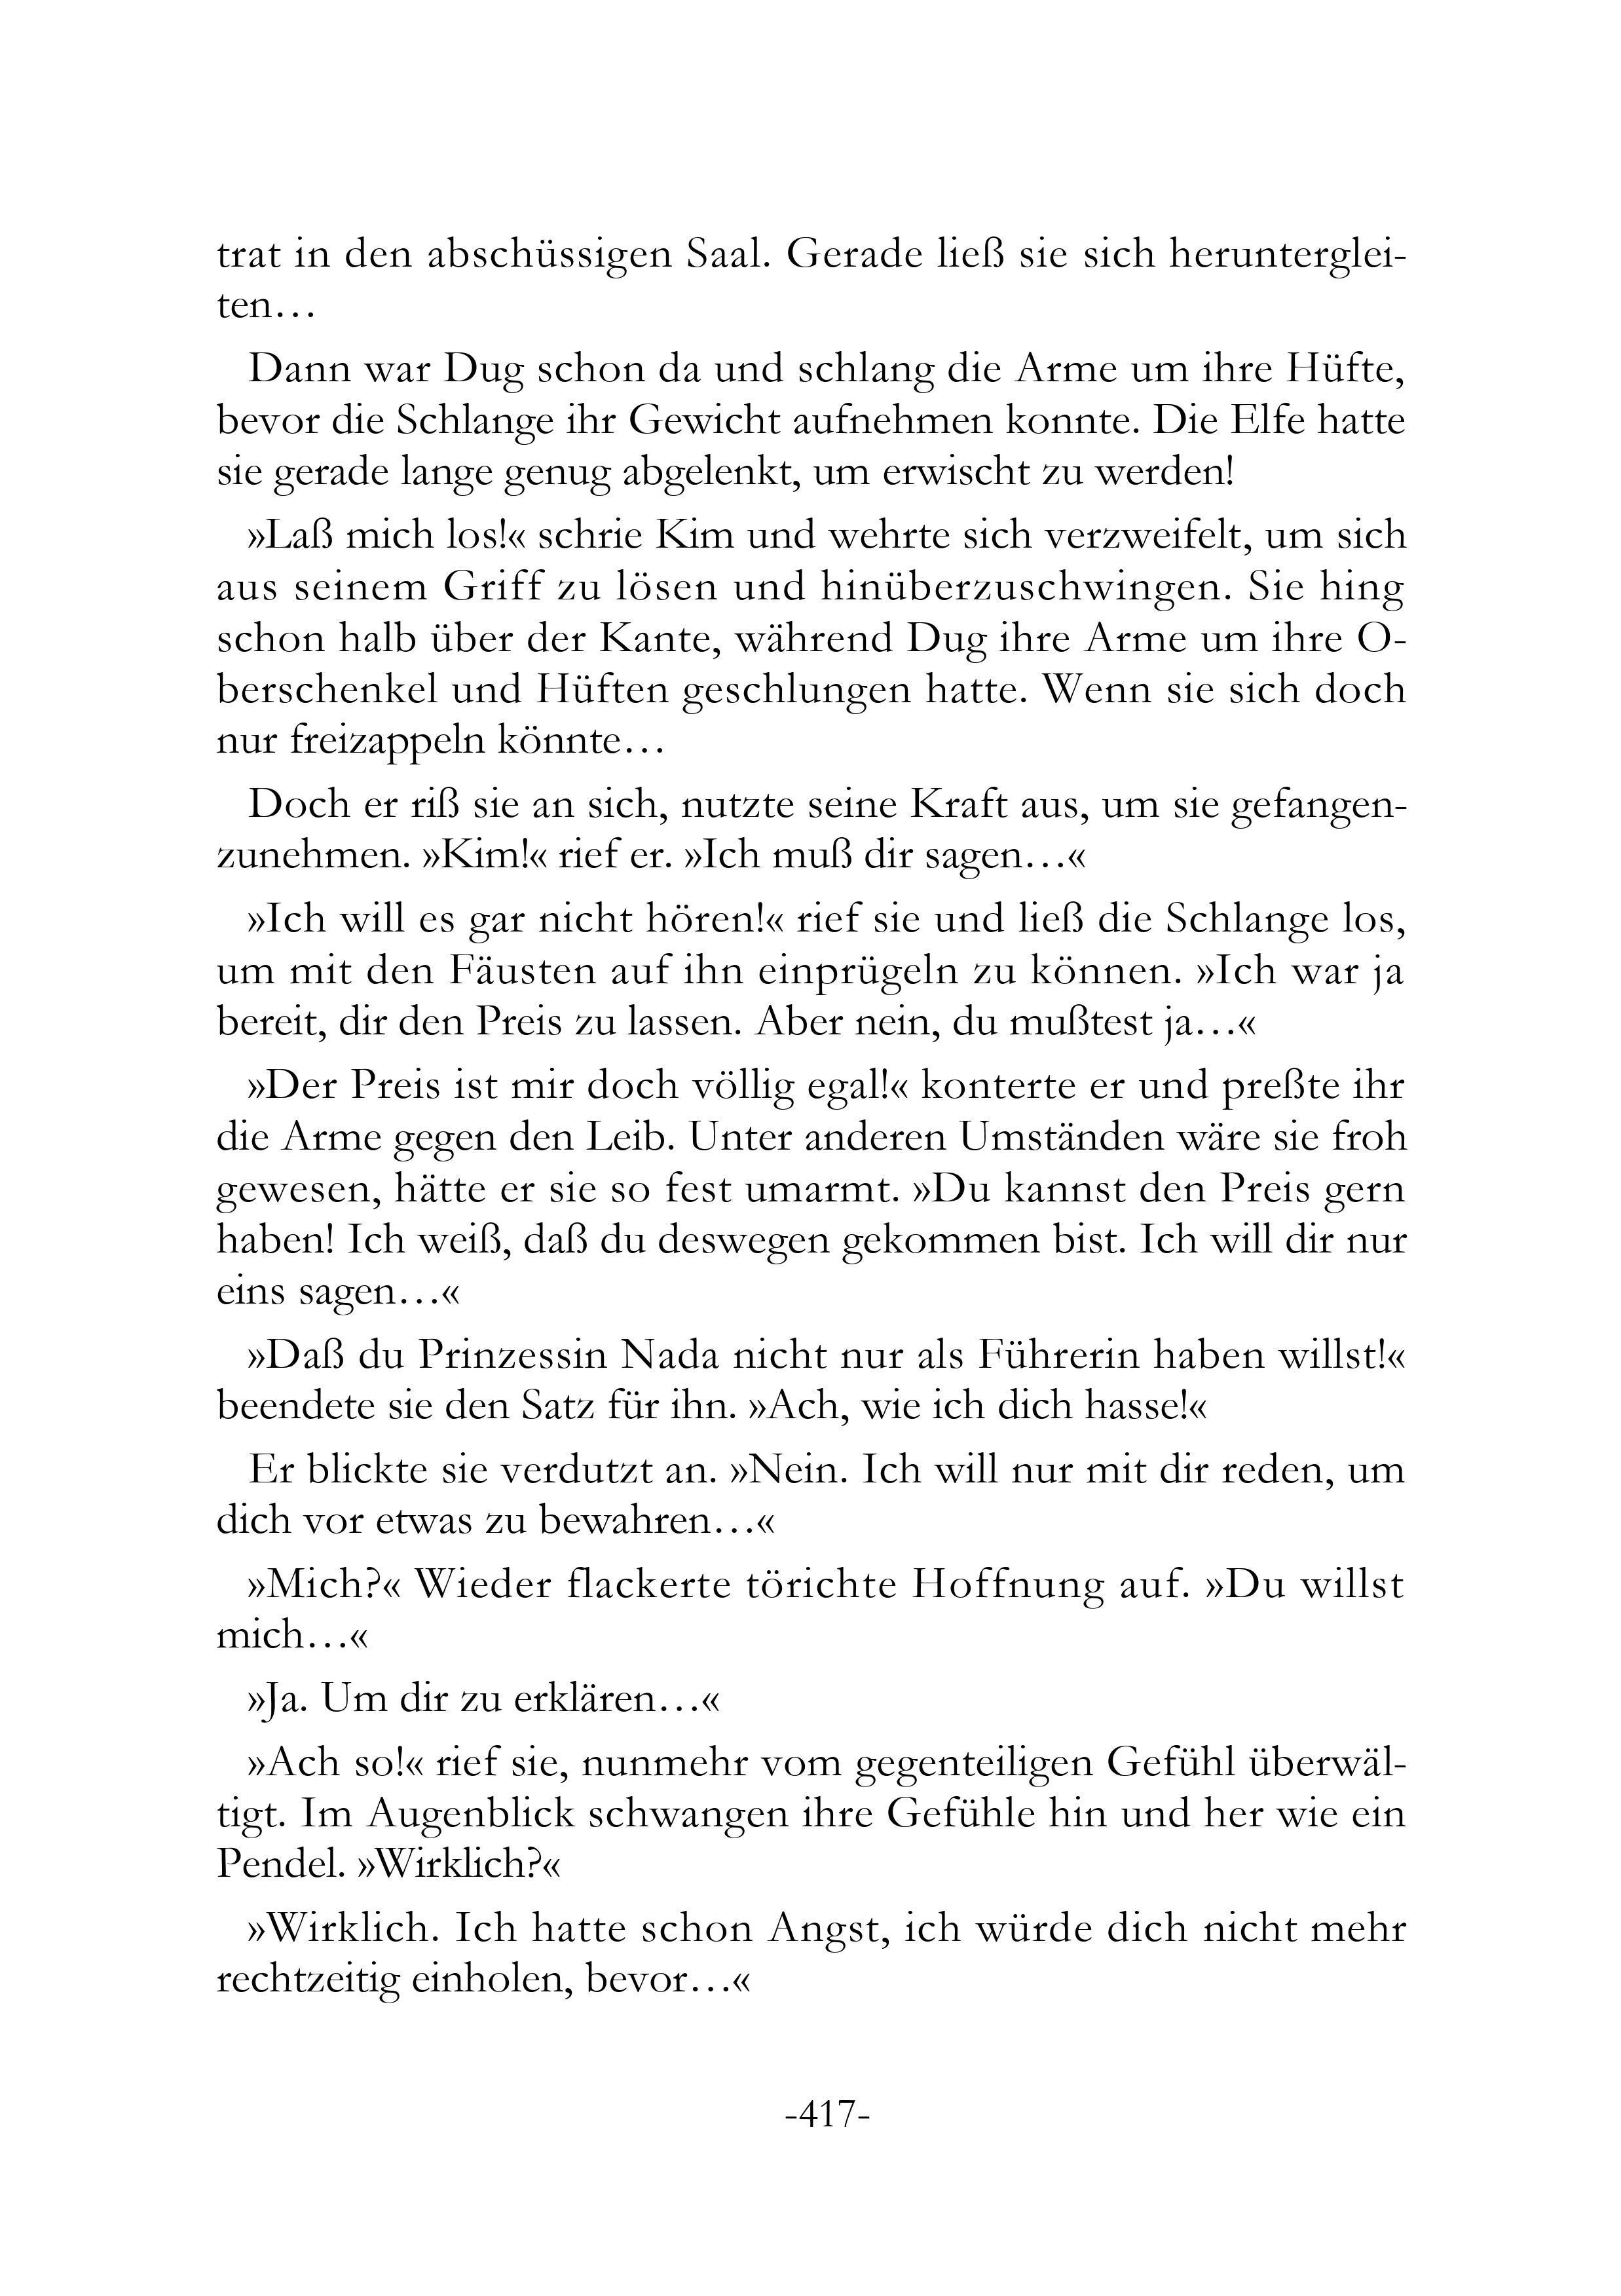 trat in den abschüssigen Saal. Gerade ließ sie sich herunterglei-
ten…
Dann war Dug schon da und schlang die Arme um ihre Hüfte,
bevor die Schlange ihr Gewicht aufnehmen konnte. Die Elfe hatte
sie gerade lange genug abgelenkt, um erwischt zu werden!
»Laß mich los!« schrie Kim und wehrte sich verzweifelt, um sich
aus seinem Griff zu lösen und hinüberzuschwingen. Sie hing
schon halb über der Kante, während Dug ihre Arme um ihre O-
berschenkel und Hüften geschlungen hatte. Wenn sie sich doch
nur freizappeln könnte…
Doch er riß sie an sich, nutzte seine Kraft aus, um sie gefangen-
zunehmen. »Kim!« rief er. »Ich muß dir sagen…«
»Ich will es gar nicht hören!« rief sie und ließ die Schlange los,
um mit den Fäusten auf ihn einprügeln zu können. »Ich war ja
bereit, dir den Preis zu lassen. Aber nein, du mußtest ja…«
»Der Preis ist mir doch völlig egal!« konterte er und preßte ihr
die Arme gegen den Leib. Unter anderen Umständen wäre sie froh
gewesen, hätte er sie so fest umarmt. »Du kannst den Preis gern
haben! Ich weiß, daß du deswegen gekommen bist. Ich will dir nur
eins sagen…«
»Daß du Prinzessin Nada nicht nur als Führerin haben willst!«
beendete sie den Satz für ihn. »Ach, wie ich dich hasse!«
Er blickte sie verdutzt an. »Nein. Ich will nur mit dir reden, um
dich vor etwas zu bewahren…«
»Mich?« Wieder flackerte törichte Hoffnung auf. »Du willst
mich…«
»Ja. Um dir zu erklären…«
»Ach so!« rief sie, nunmehr vom gegenteiligen Gefühl überwäl-
tigt. Im Augenblick schwangen ihre Gefühle hin und her wie ein
Pendel. »Wirklich?«
»Wirklich. Ich hatte schon Angst, ich würde dich nicht mehr
rechtzeitig einholen, bevor…«
-417-